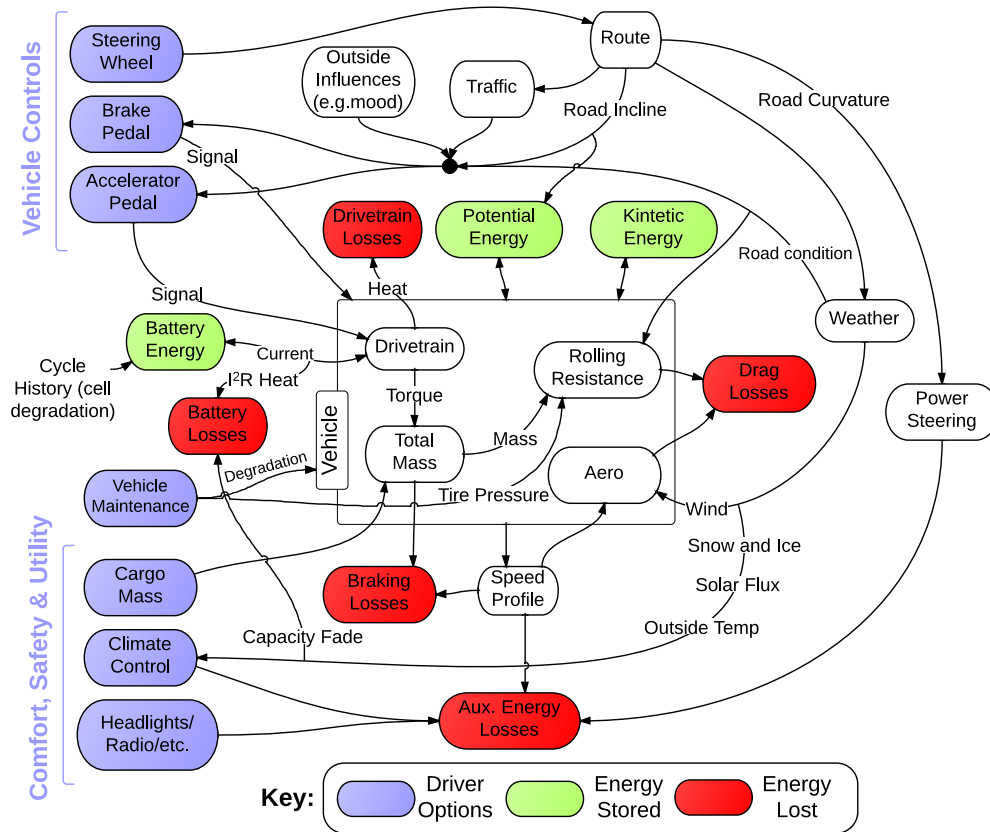 Vehicle Controls
Steering
Wheel
Brake
Pedal
Accelerator
Pedal
Outside
Influences
(e.g.mood)
Traffic
Route
Road Incline
Road Curvature
Signal
Drivetrain
Losses
Potential
Energy
Kintetic
Energy
Road condition
Signal
Heat
Weather
Battery
Energy
Current
Drivetrain
Rolling
Resistance
Drag
Losses
Cycle
History (cell
degradation)
I²R Heat
Battery
Losses
Torque
Power
Steering
Vehicle
Total
Mass
Mass
Aero
Degradation
Vehicle
Maintenance
Tire Pressure
Wind
Snow and Ice
Solar Flux
Outside Temp
Comfort, Safety & Utility
Cargo
Mass
Braking
Losses
Speed
Profile
Capacity Fade
Climate
Control
Headlights/
Radio/etc.
Aux. Energy
Losses
Key:
Driver
Options
Energy
Stored
Energy
Lost